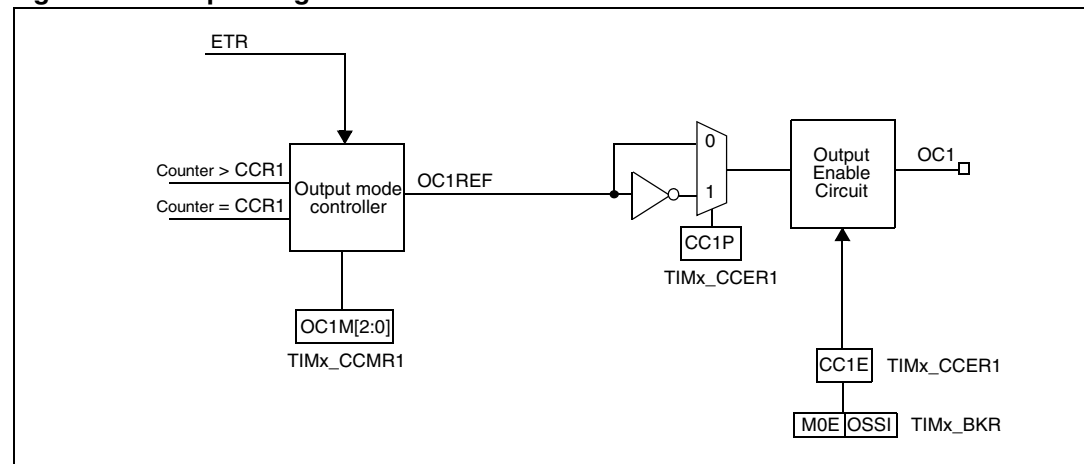 ETR
Counter > CCR1
Counter = CCR1
Output mode
controller
OC1REF
0
1
Output
Enable
Circuit
OC1
CC1P
TIMx_CCER1
OC1M[2:0]
TIMx_CCMR1
CC1E TIMx_CCER1
M0E OSSI TIMx_BKR